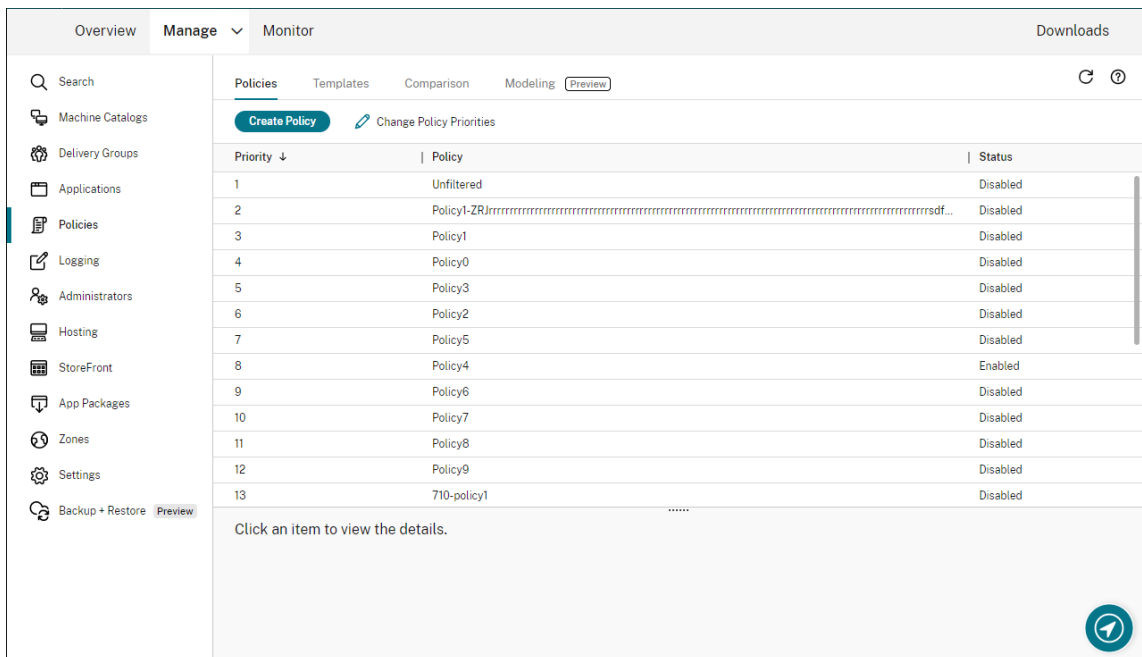 Overview Manage Monitor Downloads
Search
Machine Catalogs
Delivery Groups
Applications
Policies
Logging
Administrators
Hosting
StoreFront
App Packages
Zones
Settings
Backup + Restore Preview
Policies Templates Comparison Modeling Preview
Create Policy Change Policy Priorities
Priority ↓ | Policy | Status
1 Unfiltered Disabled
2 Disabled
3 Policy1 Disabled
4 Policy0 Disabled
5 Policy3 Disabled
6 Policy2 Disabled
7 Policy5 Disabled
8 Policy4 Enabled
9 Policy6 Disabled
10 Policy7 Disabled
11 Policy8 Disabled
12 Policy9 Disabled
13 710-policy1 Disabled
Click an item to view the details.